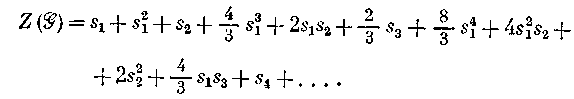 Z(𝒢) = s₁ + s₁² + s₂ + 4/3 s₁³ + 2s₁s₂ + 2/3 s₃ + 8/3 s₁⁴ + 4s₁²s₂ +
+ 2s₂² + 4/3 s₁s₃ + s₄ + ....